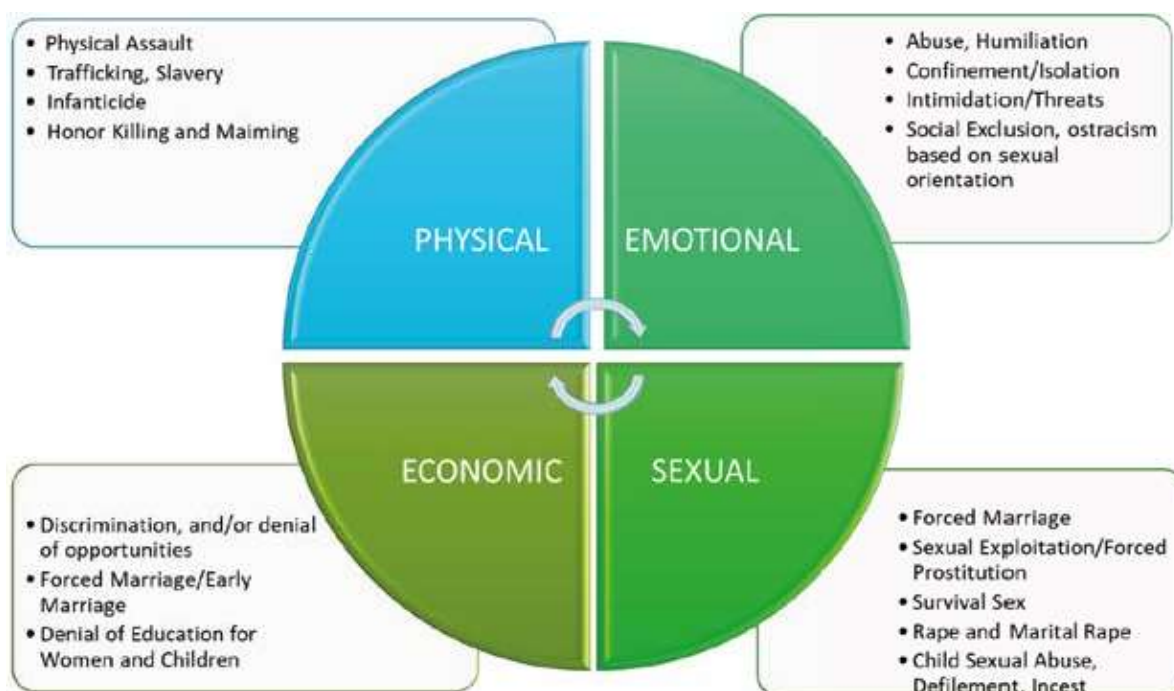 • Physical Assault
• Trafficking, Slavery
• Infanticide
• Honor Killing and Maiming
• Abuse, Humiliation
• Confinement/Isolation
• Intimidation/Threats
• Social Exclusion, ostracism
based on sexual
orientation
PHYSICAL
EMOTIONAL
ECONOMIC
SEXUAL
• Discrimination, and/or denial
of opportunities
• Forced Marriage/Early
Marriage
• Denial of Education for
Women and Children
• Forced Marriage
• Sexual Exploitation/Forced
Prostitution
• Survival Sex
• Rape and Marital Rape
• Child Sexual Abuse,
Defilement, Incest